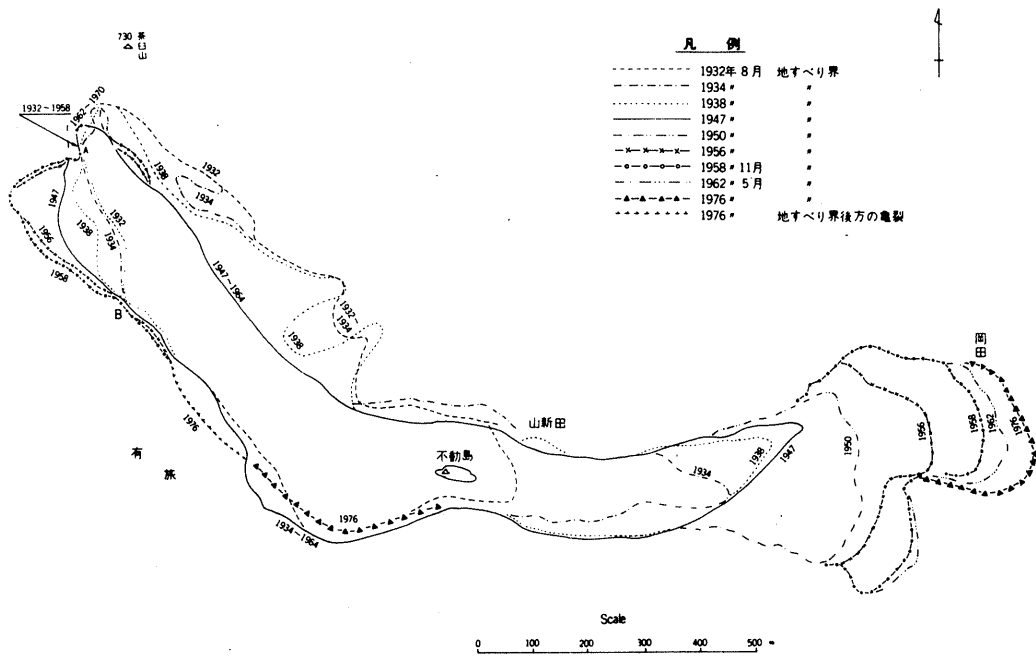 730 茶臼山
凡 例
1932年 8月 地すべり界
1934 〃 〃
1938 〃 〃
1947 〃 〃
1950 〃 〃
1956 〃 〃
1958 〃 11月 〃
1962 〃 5月 〃
1976 〃 〃
1976 〃 地すべり界後方の亀裂
1932~1958
1962~1970
A
1938
1932
1934
1947
1938
1932
1934
1956
1958
B
1947~1964
1932~
1934
1938
1976
有旅
不動島
山新田
1934
1938
1947
1950
1956
1958
1962
1976
岡田
1976
1934~1964
Scale
0 100 200 300 400 500 m